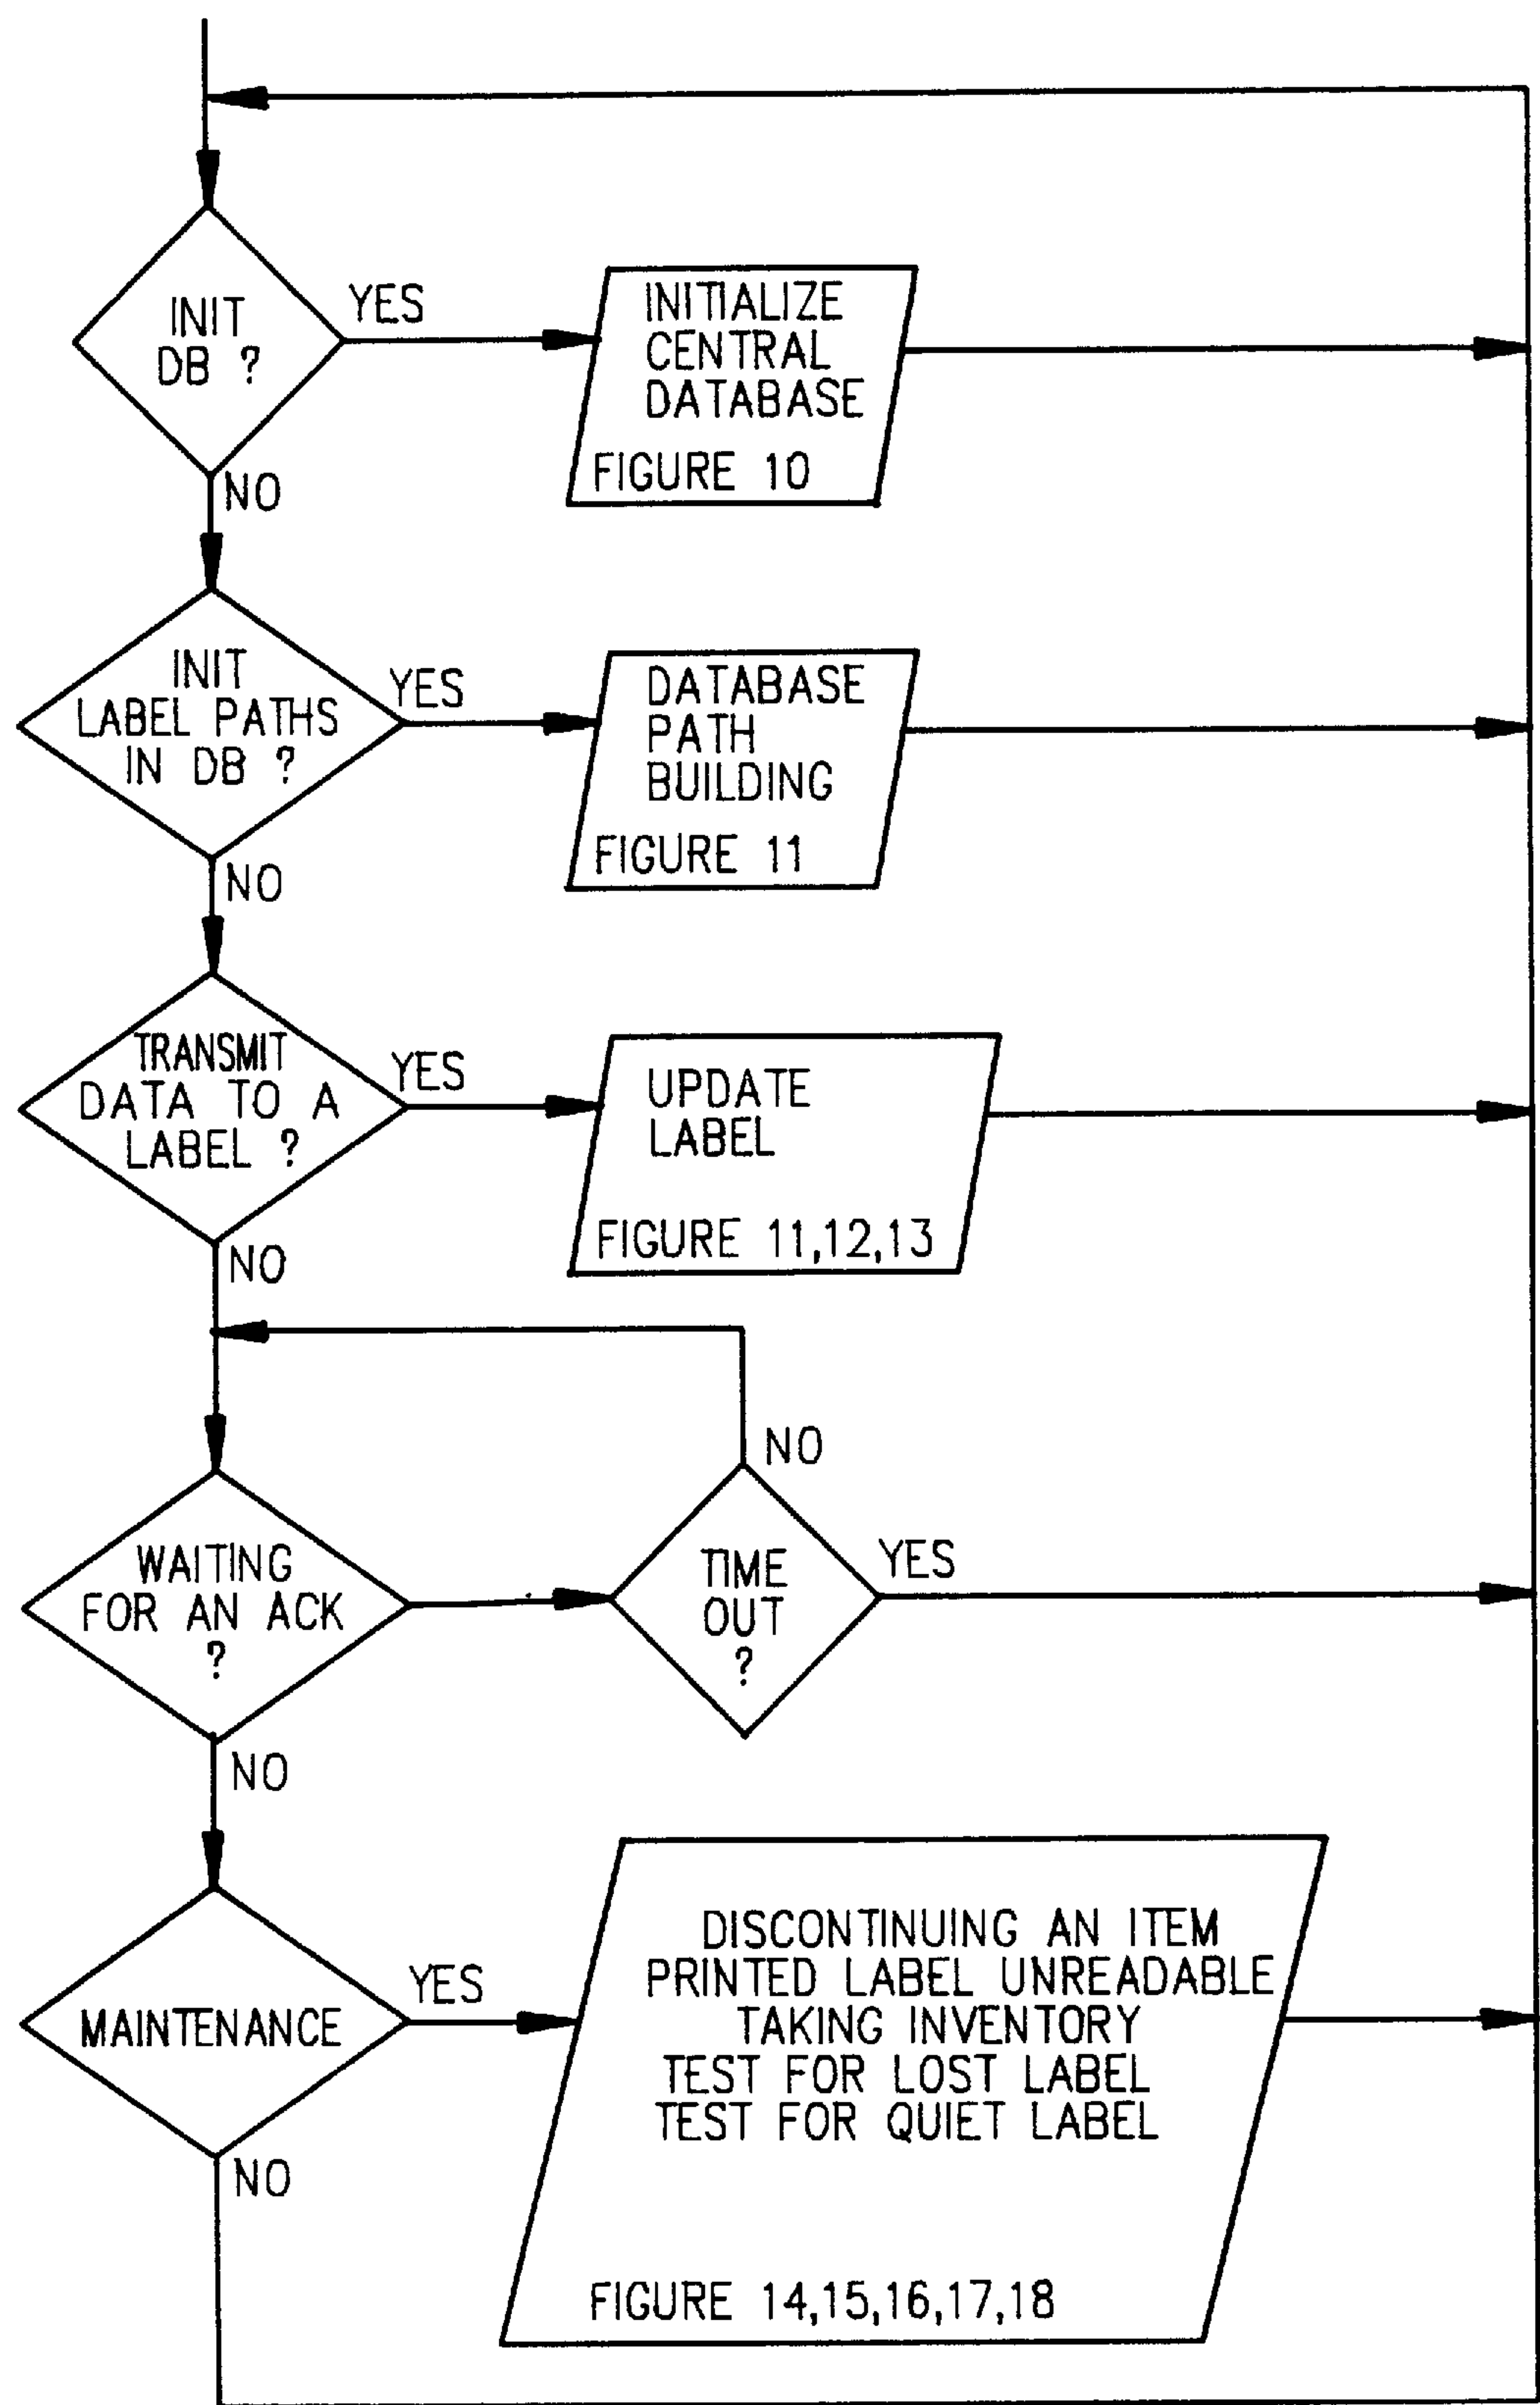 INIT
DB ?
YES
INITIALIZE
CENTRAL
DATABASE
FIGURE 10
NO
INIT
LABEL PATHS
IN DB ?
YES
DATABASE
PATH
BUILDING
FIGURE 11
NO
TRANSMIT
DATA TO A
LABEL ?
YES
UPDATE
LABEL
FIGURE 11,12,13
NO
WAITING
FOR AN ACK
?
NO
TIME
OUT
?
YES
NO
MAINTENANCE
YES
DISCONTINUING AN ITEM
PRINTED LABEL UNREADABLE
TAKING INVENTORY
TEST FOR LOST LABEL
TEST FOR QUIET LABEL
FIGURE 14,15,16,17,18
NO